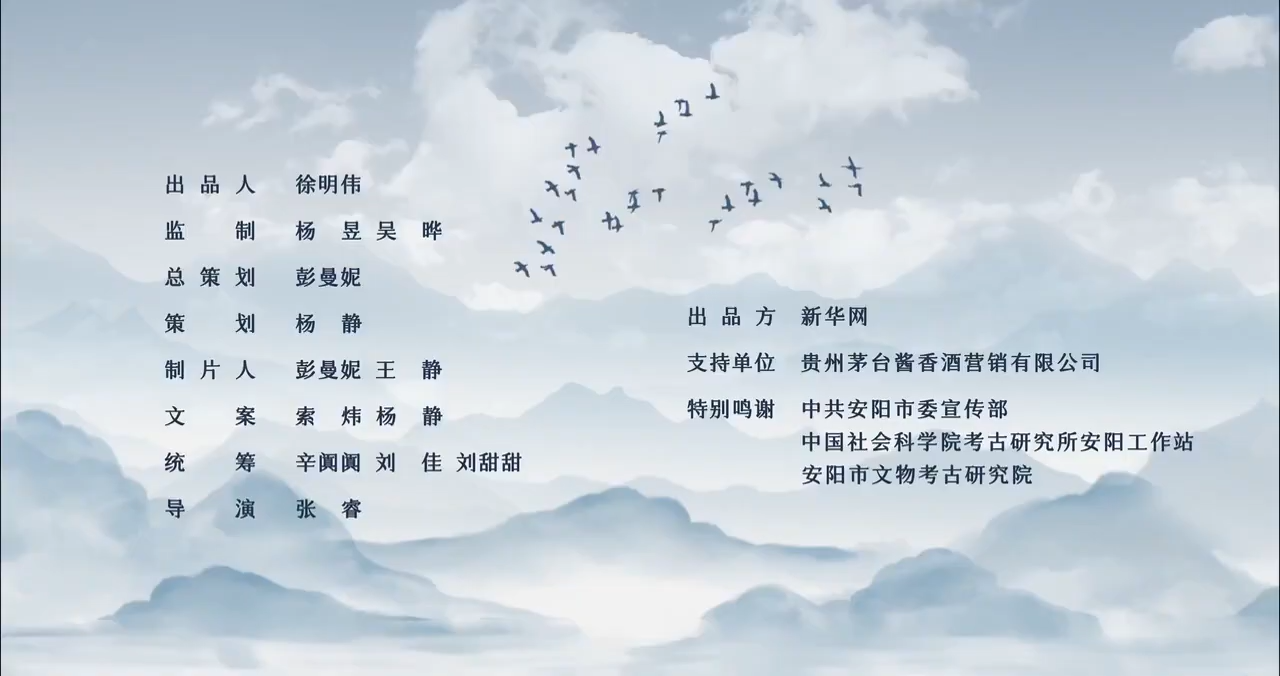 出品人 徐明伟
监制 杨昱 吴晔
总策划 彭曼妮
策划 杨静
制片人 彭曼妮 王静
文案 索炜 杨静
统筹 辛阗阗 刘佳 刘甜甜
导演 张睿
出品方 新华网
支持单位 贵州茅台酱香酒营销有限公司
特别鸣谢 中共安阳市委宣传部
中国社会科学院考古研究所安阳工作站
安阳市文物考古研究院